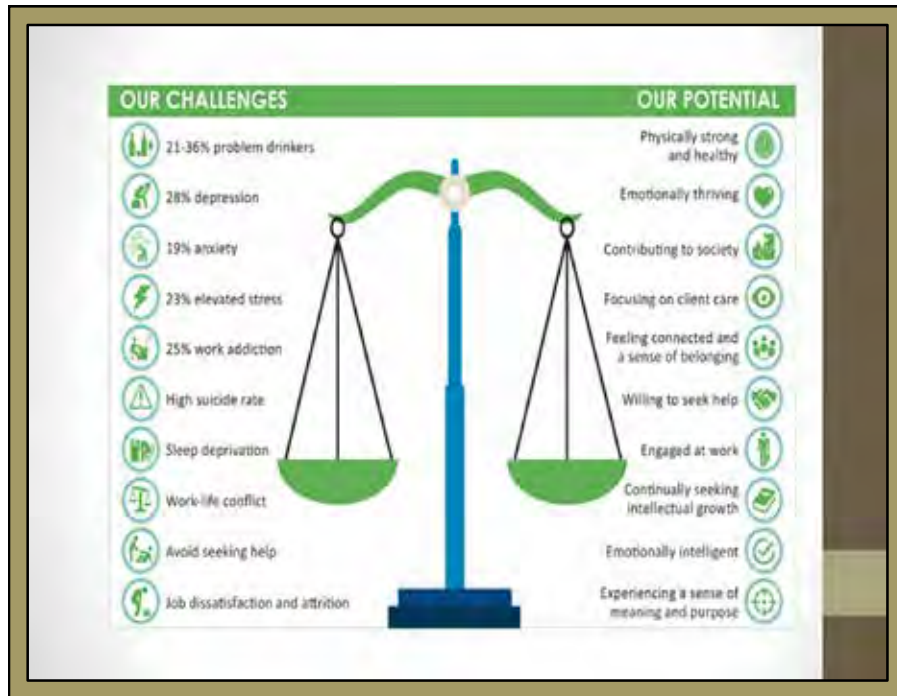 OUR CHALLENGES
21-36% problem drinkers
28% depression
19% anxiety
23% elevated stress
25% work addiction
High suicide rate
Sleep deprivation
Work-life conflict
Avoid seeking help
Job dissatisfaction and attrition
OUR POTENTIAL
Physically strong
and healthy
Emotionally thriving
Contributing to society
Focusing on client care
Feeling connected and
a sense of belonging
Willing to seek help
Engaged at work
Continually seeking
intellectual growth
Emotionally intelligent
Experiencing a sense of
meaning and purpose